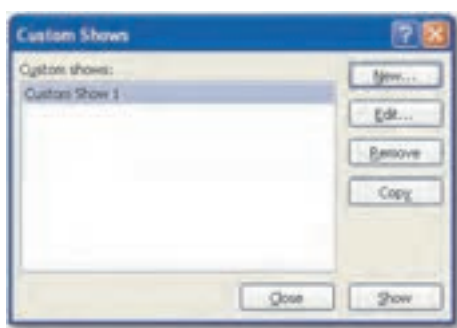 Custom Shows
Custom shows:
Custom Show 1
New...
Edit...
Remove
Copy
Close
Show